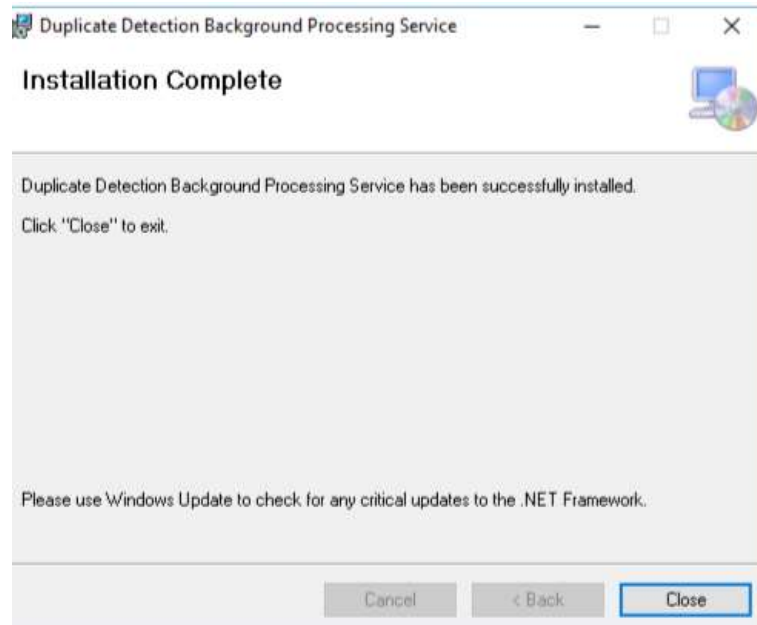 Duplicate Detection Background Processing Service
Installation Complete
Duplicate Detection Background Processing Service has been successfully installed.
Click "Close" to exit.
Please use Windows Update to check for any critical updates to the .NET Framework.
Cancel < Back Close